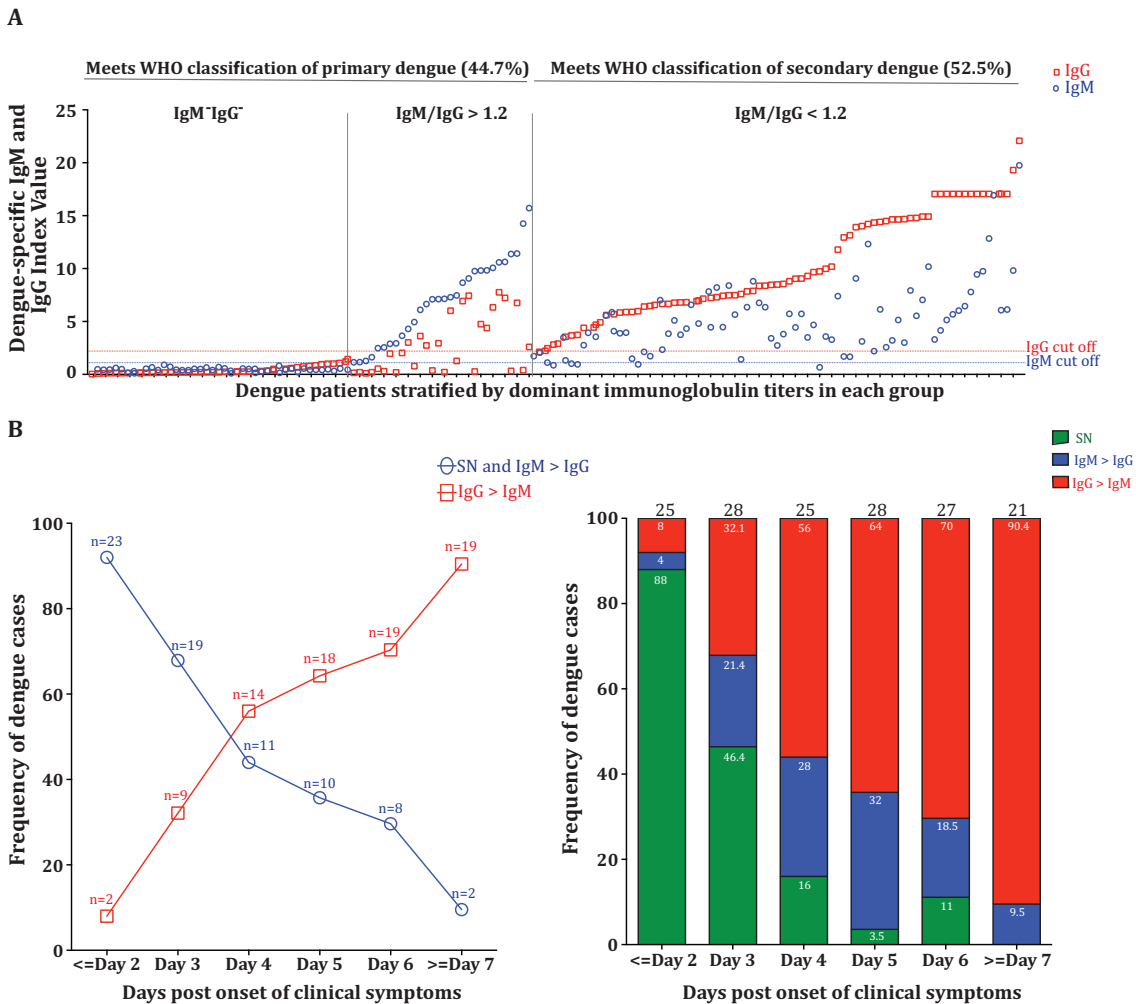 A
Meets WHO classification of primary dengue (44.7%)
Meets WHO classification of secondary dengue (52.5%)
IgG
IgM
IgM⁻IgG⁻
IgM/IgG > 1.2
IgM/IgG < 1.2
Dengue-specific IgM and
IgG Index Value
25
20
15
10
5
0
IgG cut off
IgM cut off
Dengue patients stratified by dominant immunoglobulin titers in each group
B
SN and IgM > IgG
IgG > IgM
Frequency of dengue cases
100
80
60
40
20
0
n=23
n=19
n=11
n=10
n=8
n=2
n=2
n=9
n=14
n=18
n=19
n=19
<=Day 2 Day 3 Day 4 Day 5 Day 6 >=Day 7
Days post onset of clinical symptoms
SN
IgM > IgG
IgG > IgM
Frequency of dengue cases
100
80
60
40
20
0
25 28 25 28 27 21
8 32.1 56 64 70 90.4
4 21.4 28 32 18.5 9.5
88 46.4 16 3.5 11
<=Day 2 Day 3 Day 4 Day 5 Day 6 >=Day 7
Days post onset of clinical symptoms